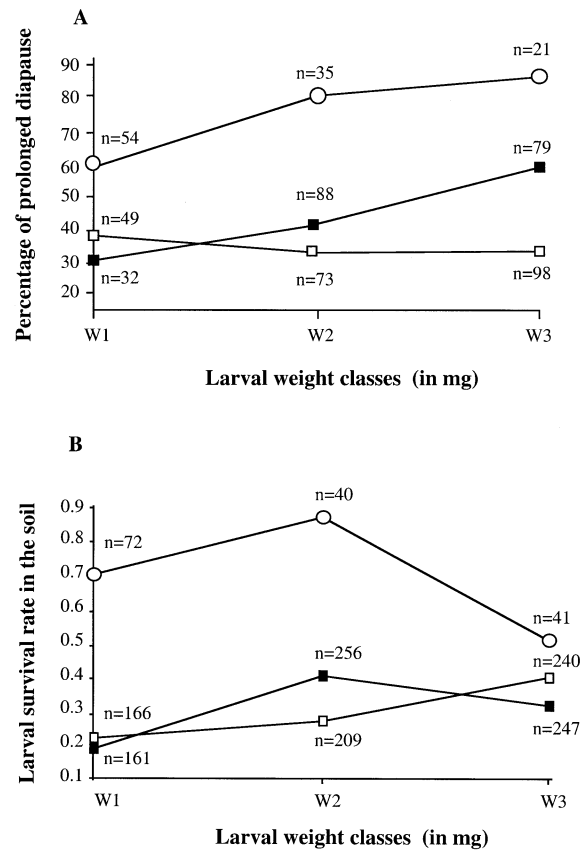 A
Percentage of prolonged diapause
90
80
70
60
50
40
30
20
n=54
n=35
n=21
n=49
n=88
n=79
n=32
n=73
n=98
W1
W2
W3
Larval weight classes (in mg)
B
Larval survival rate in the soil
0.9
0.8
0.7
0.6
0.5
0.4
0.3
0.2
0.1
n=72
n=40
n=41
n=166
n=256
n=240
n=161
n=209
n=247
W1
W2
W3
Larval weight classes (in mg)